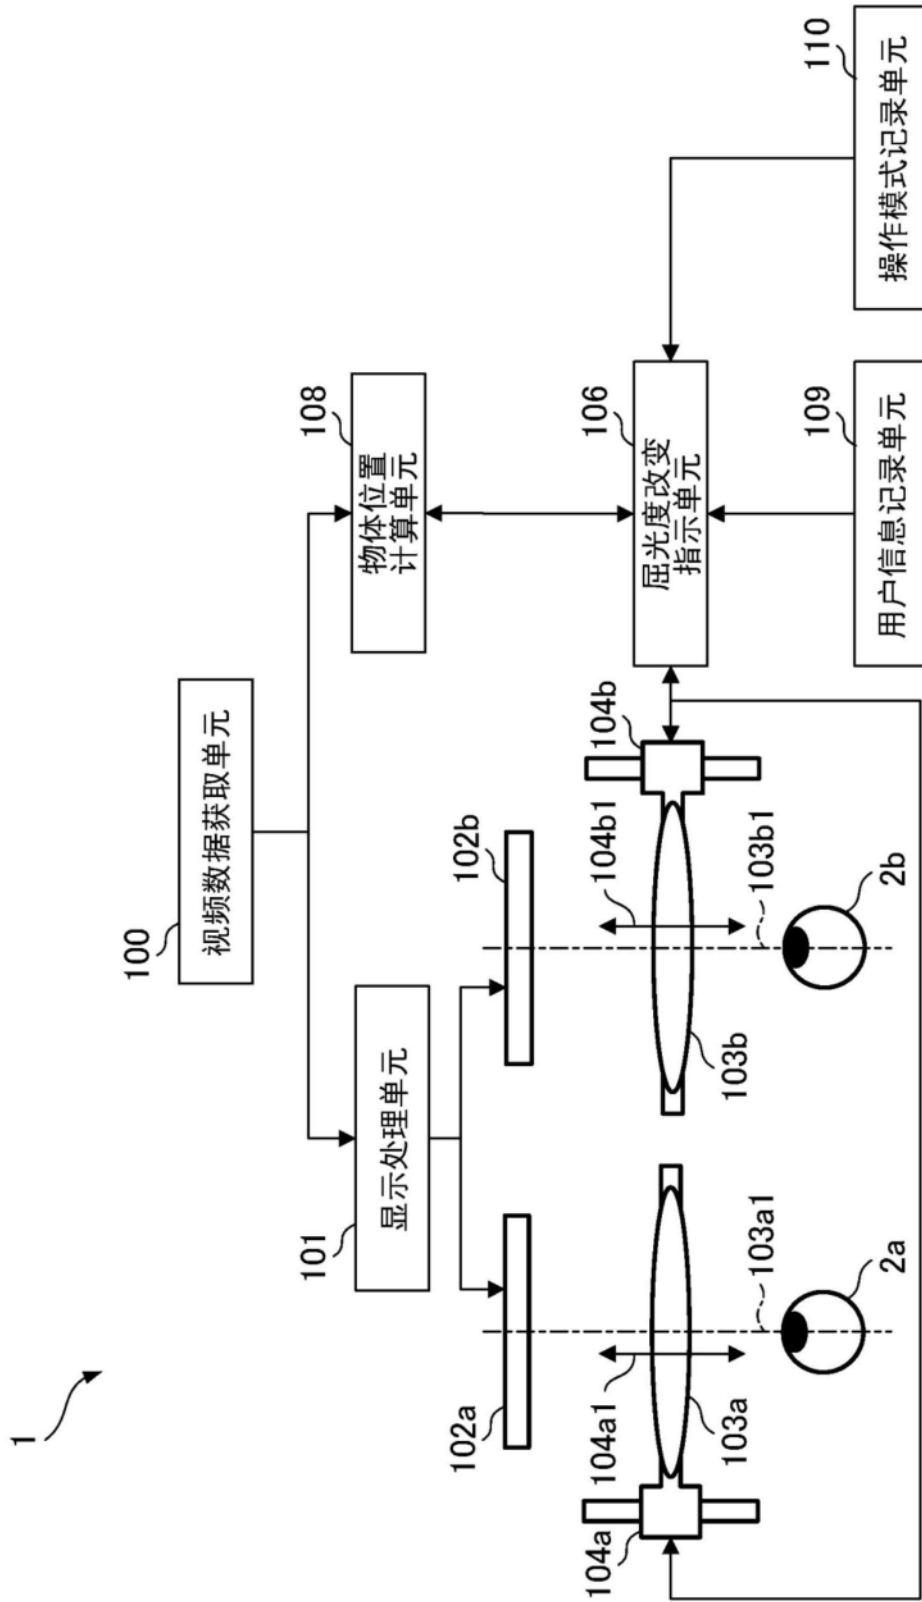 1
100
视频数据获取单元
101
显示处理单元
108
物体位置
计算单元
102a
102b
104a
104a1
103a
103a1
2a
104b
104b1
103b
103b1
2b
106
屈光度改变
指示单元
109
用户信息记录单元
110
操作模式记录单元